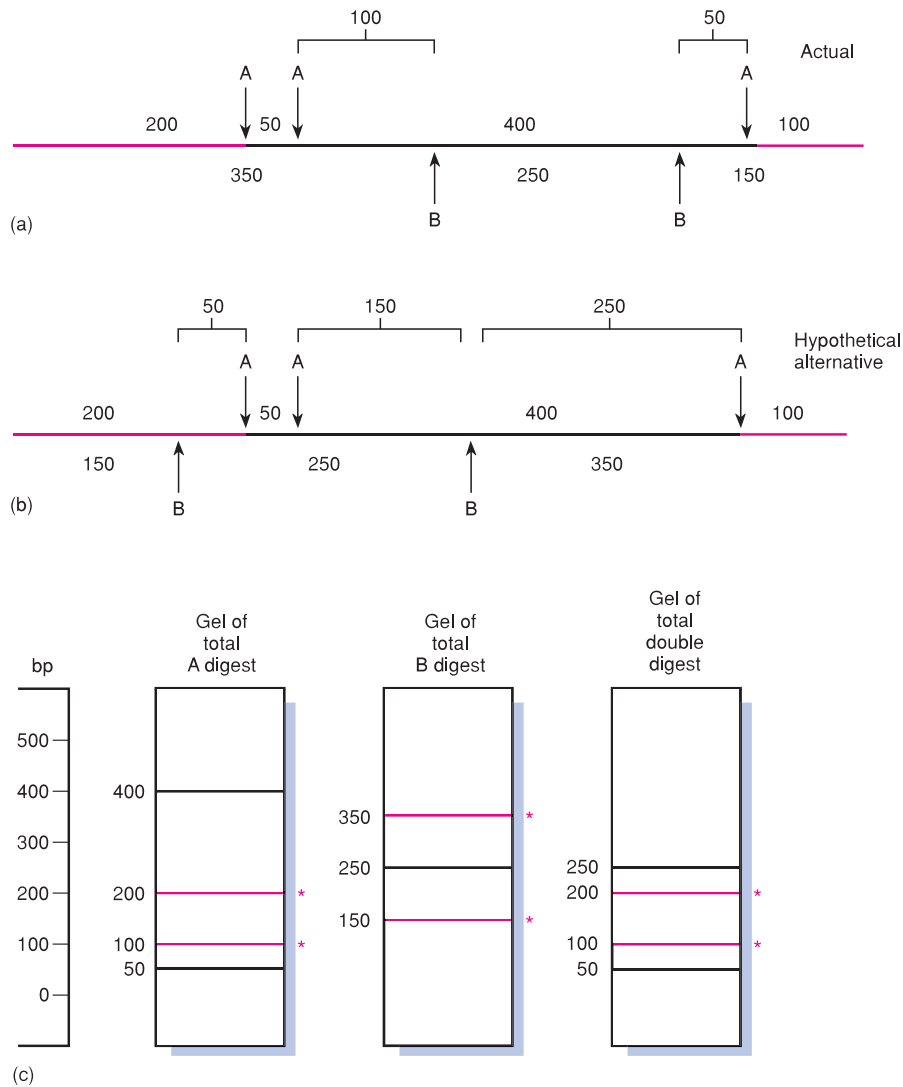 100
50
Actual
A
A
A
200
50
400
100
350
250
150
B
B
(a)
50
150
250
Hypothetical
alternative
A
A
A
200
50
400
100
150
250
350
B
B
(b)
bp
Gel of
total
A digest
Gel of
total
B digest
Gel of
total
double
digest
500
400
300
200
100
0
400
200 *
100 *
50
350 *
250
150 *
250
200 *
100 *
50
(c)